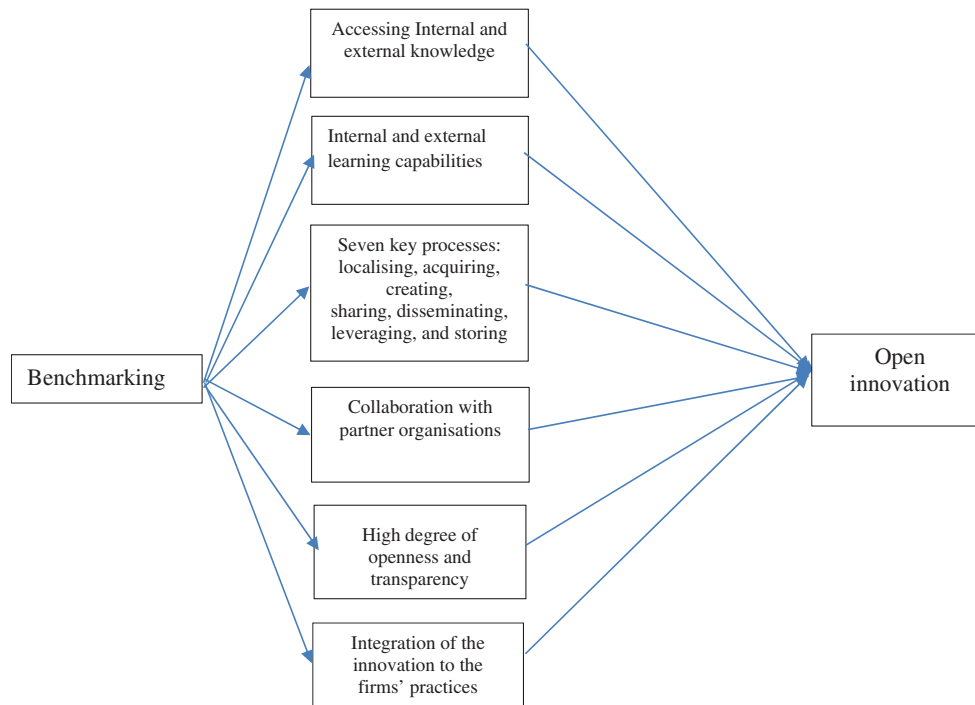 Accessing Internal and
external knowledge
Internal and external
learning capabilities
Seven key processes:
localising, acquiring,
creating,
sharing, disseminating,
leveraging, and storing
Benchmarking
Open
innovation
Collaboration with
partner organisations
High degree of
openness and
transparency
Integration of the
innovation to the
firms’ practices